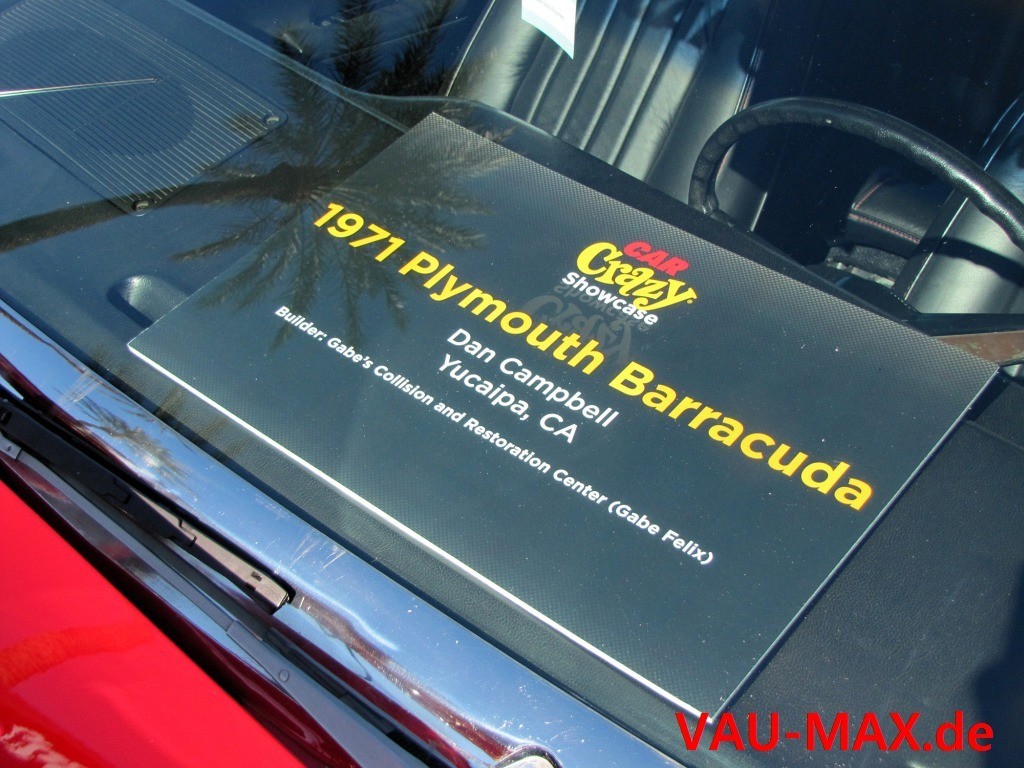 CAR
Crazy
Showcase
1971 Plymouth Barracuda
Dan Campbell
Yucaipa, CA
Builder: Gabe's Collision and Restoration Center (Gabe Felix)
VAU-MAX.de